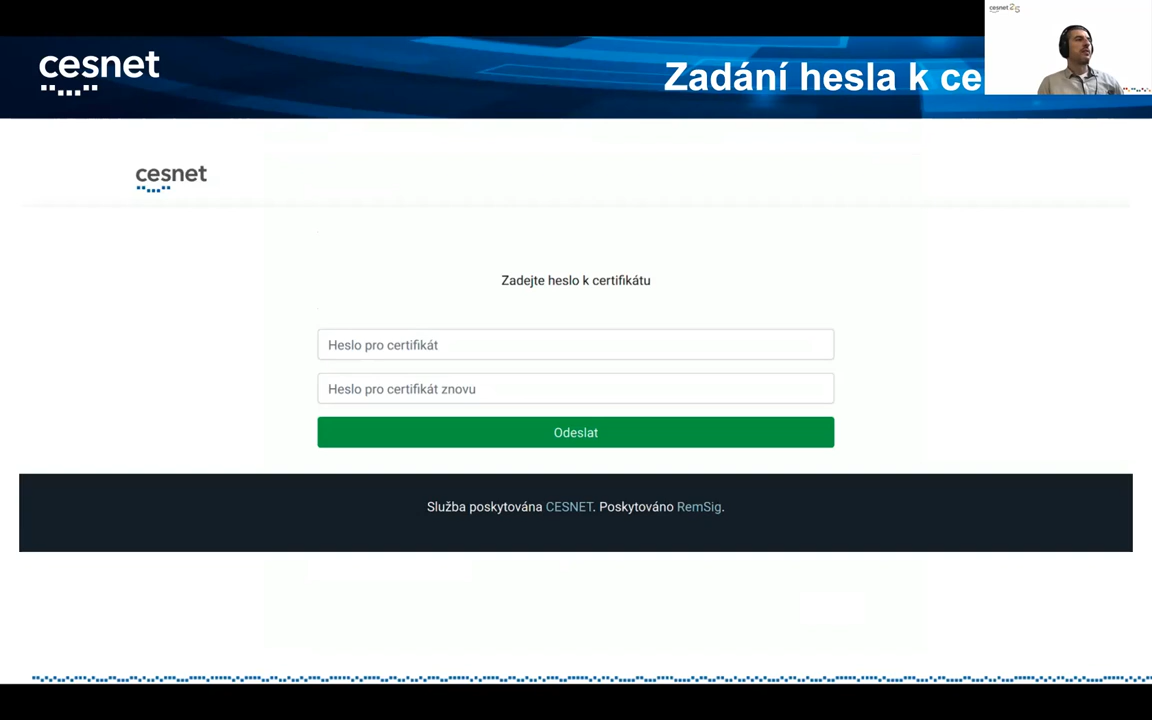 cesnet
Zadání hesla k ce
cesnet
cesnet
Zadejte heslo k certifikátu
Heslo pro certifikát
Heslo pro certifikát znovu
Odeslat
Služba poskytována CESNET. Poskytováno RemSig.